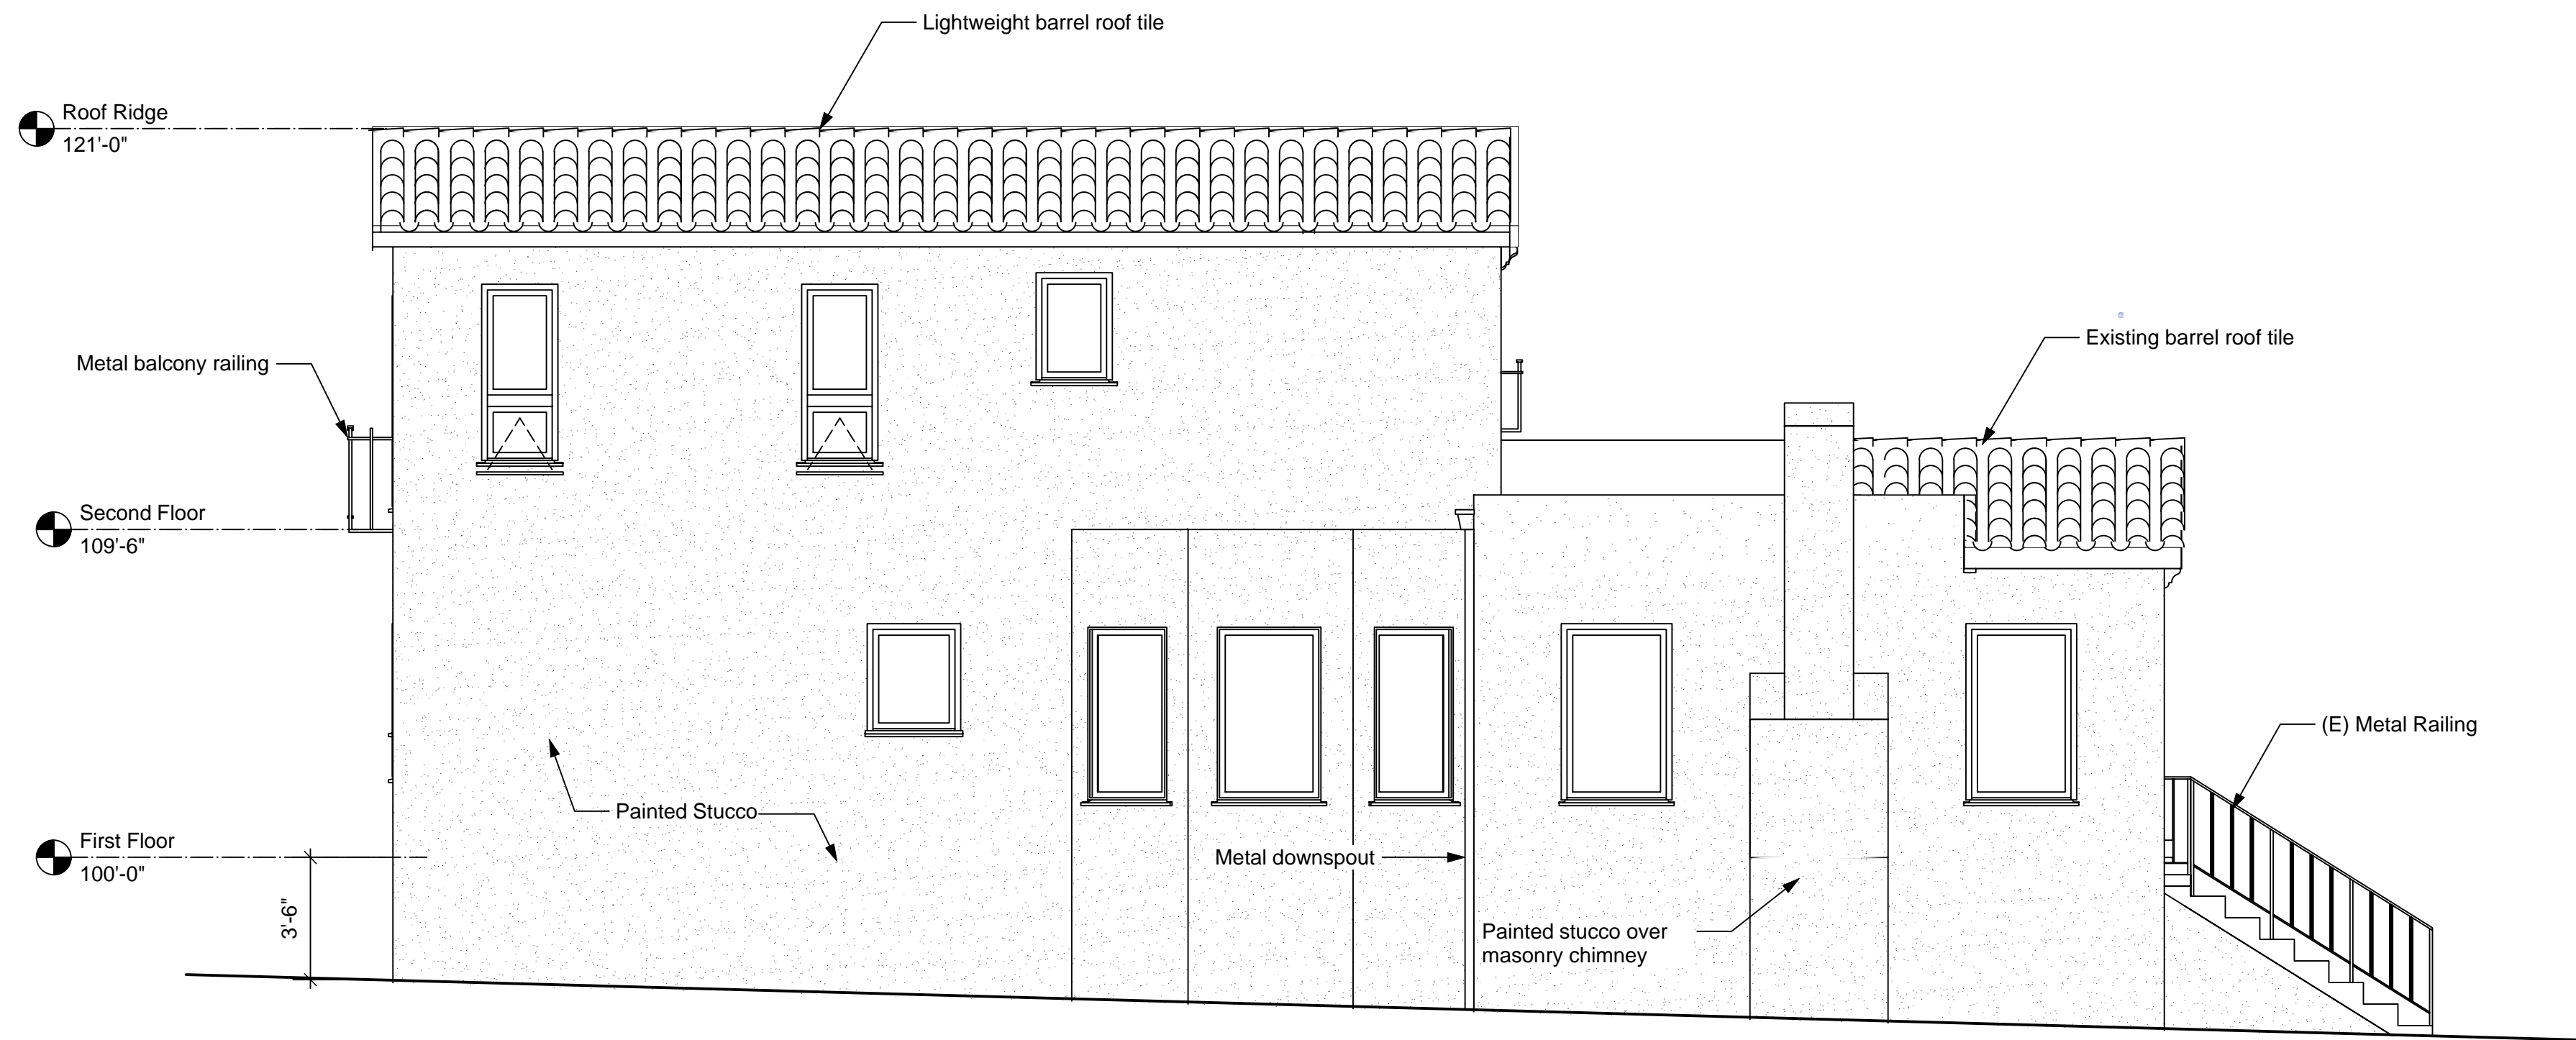 Lightweight barrel roof tile
Roof Ridge
121'-0"
Existing barrel roof tile
Metal balcony railing
Second Floor
109'-6"
(E) Metal Railing
Painted Stucco
First Floor
100'-0"
Metal downspout
3'-6"
Painted stucco over
masonry chimney